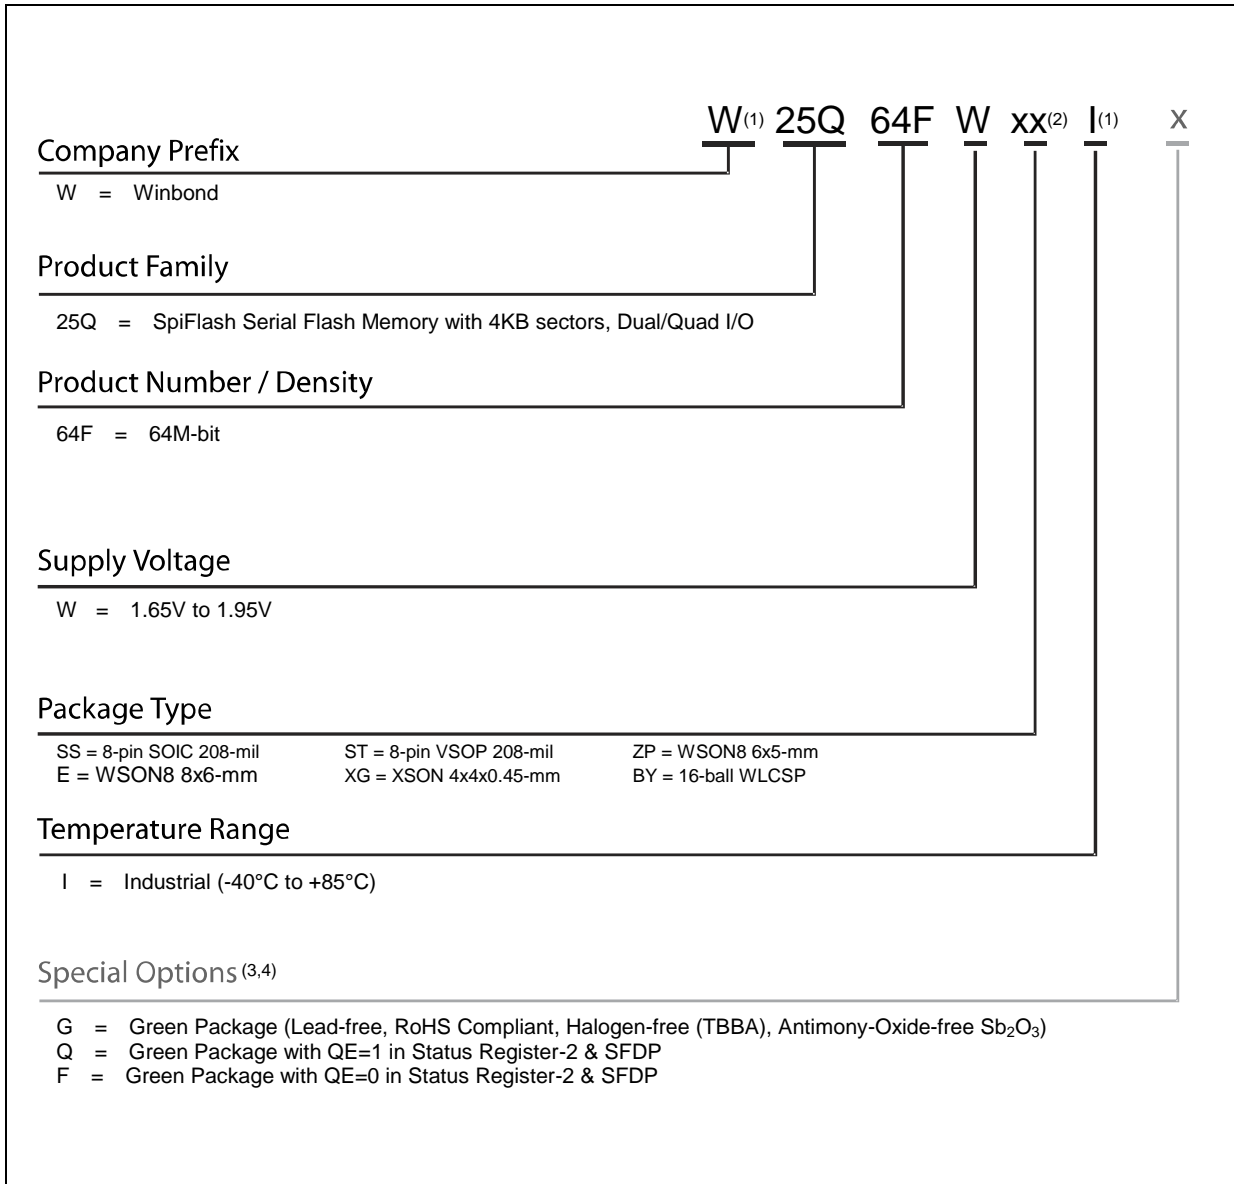 W(1) 25Q 64F W xx(2) I(1) x
Company Prefix
W = Winbond
Product Family
25Q = SpiFlash Serial Flash Memory with 4KB sectors, Dual/Quad I/O
Product Number / Density
64F = 64M-bit
Supply Voltage
W = 1.65V to 1.95V
Package Type
SS = 8-pin SOIC 208-mil ST = 8-pin VSOP 208-mil ZP = WSON8 6x5-mm
E = WSON8 8x6-mm XG = XSON 4x4x0.45-mm BY = 16-ball WLCSP
Temperature Range
I = Industrial (-40°C to +85°C)
Special Options (3,4)
G = Green Package (Lead-free, RoHS Compliant, Halogen-free (TBBA), Antimony-Oxide-free Sb₂O₃)
Q = Green Package with QE=1 in Status Register-2 & SFDP
F = Green Package with QE=0 in Status Register-2 & SFDP